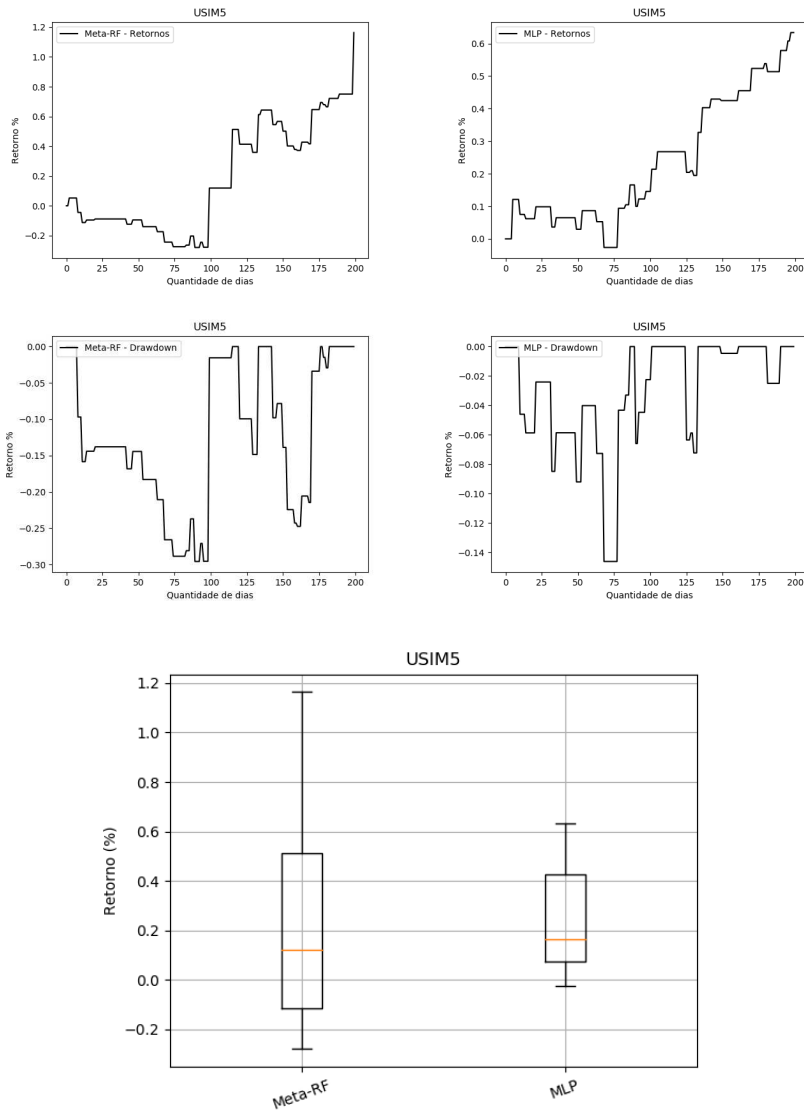 USIM5
Meta-RF - Retornos
Retorno %
1.2
1.0
0.8
0.6
0.4
0.2
0.0
−0.2
0 25 50 75 100 125 150 175 200
Quantidade de dias
USIM5
MLP - Retornos
Retorno %
0.6
0.5
0.4
0.3
0.2
0.1
0.0
0 25 50 75 100 125 150 175 200
Quantidade de dias
USIM5
Meta-RF - Drawdown
Retorno %
0.00
−0.05
−0.10
−0.15
−0.20
−0.25
−0.30
0 25 50 75 100 125 150 175 200
Quantidade de dias
USIM5
MLP - Drawdown
Retorno %
0.00
−0.02
−0.04
−0.06
−0.08
−0.10
−0.12
−0.14
0 25 50 75 100 125 150 175 200
Quantidade de dias
USIM5
Retorno (%)
1.2
1.0
0.8
0.6
0.4
0.2
0.0
−0.2
Meta-RF
MLP